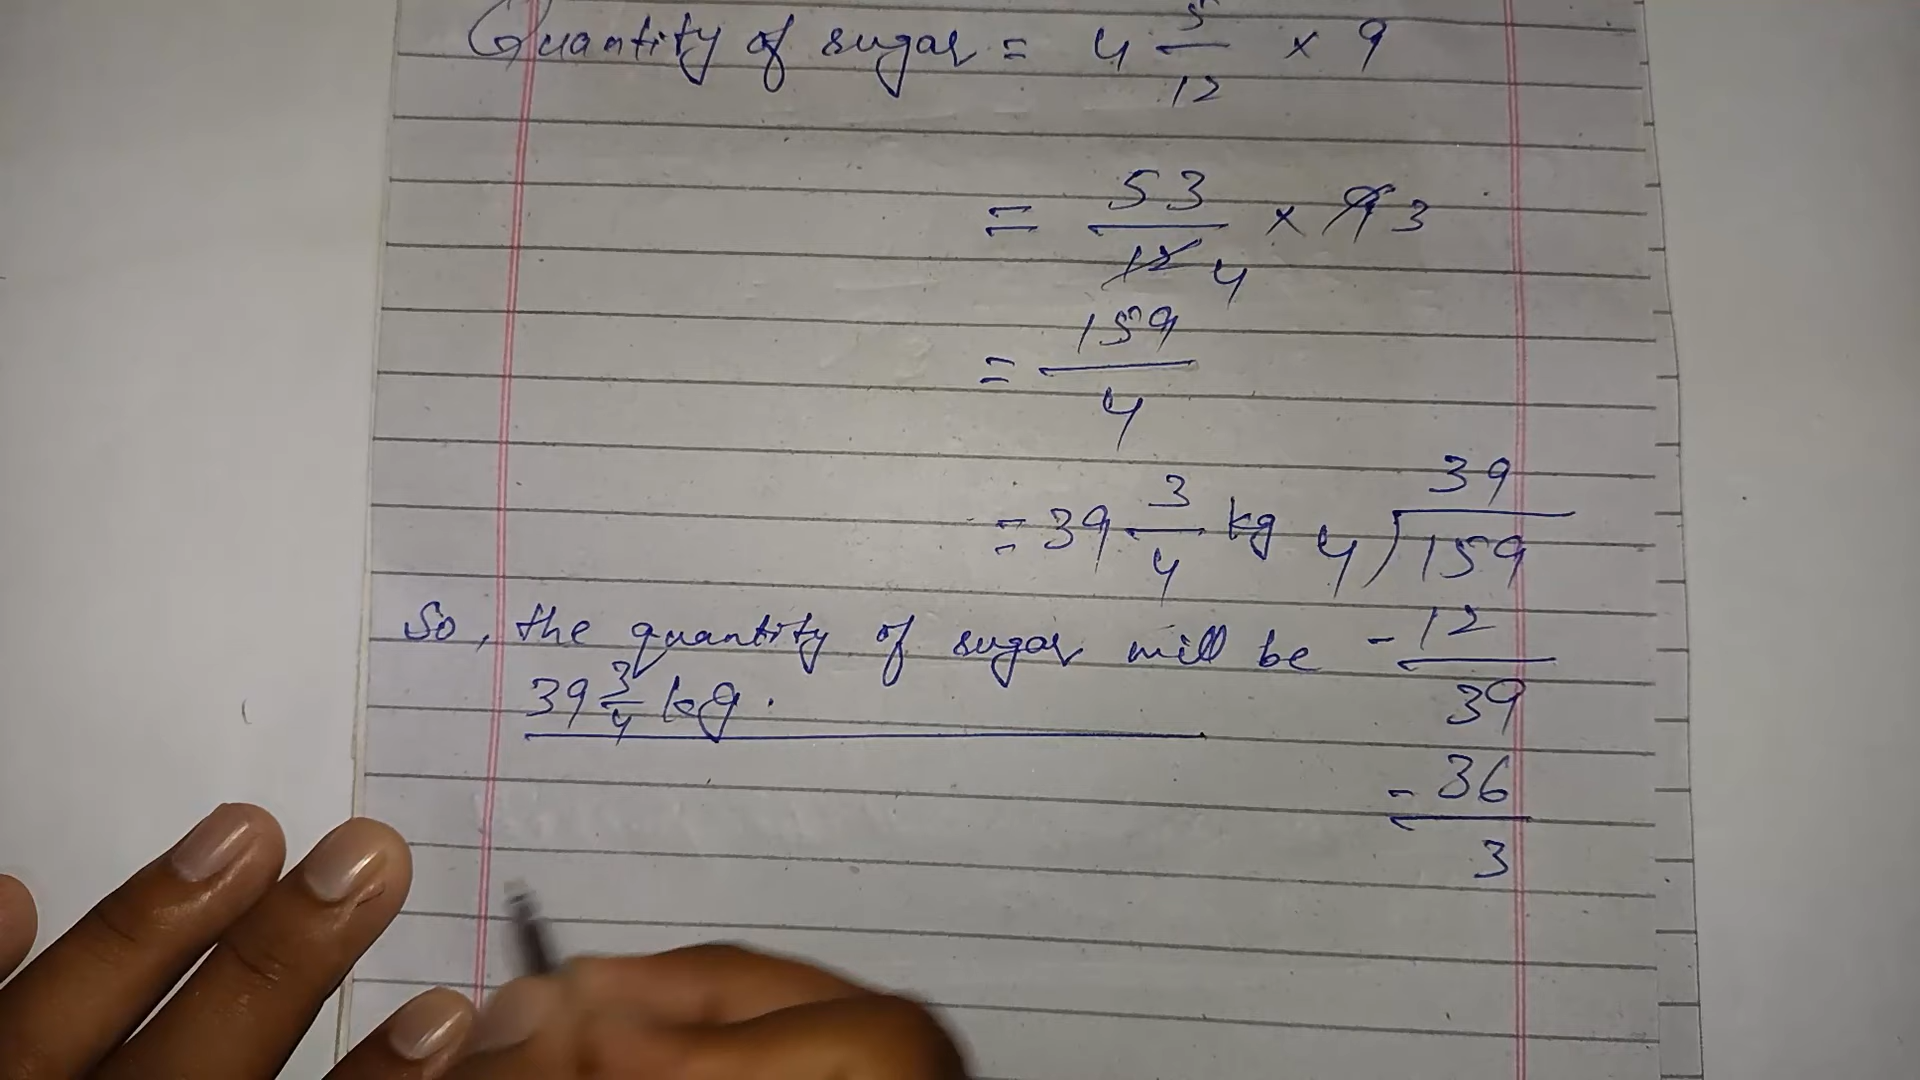 Quantity of sugar = 4 5/12 × 9
= 53/12 4 × 9 3
= 159/4
= 39 3/4 kg
So, the quantity of sugar will be
39 3/4 kg.
39
4) 159
- 12
39
- 36
3